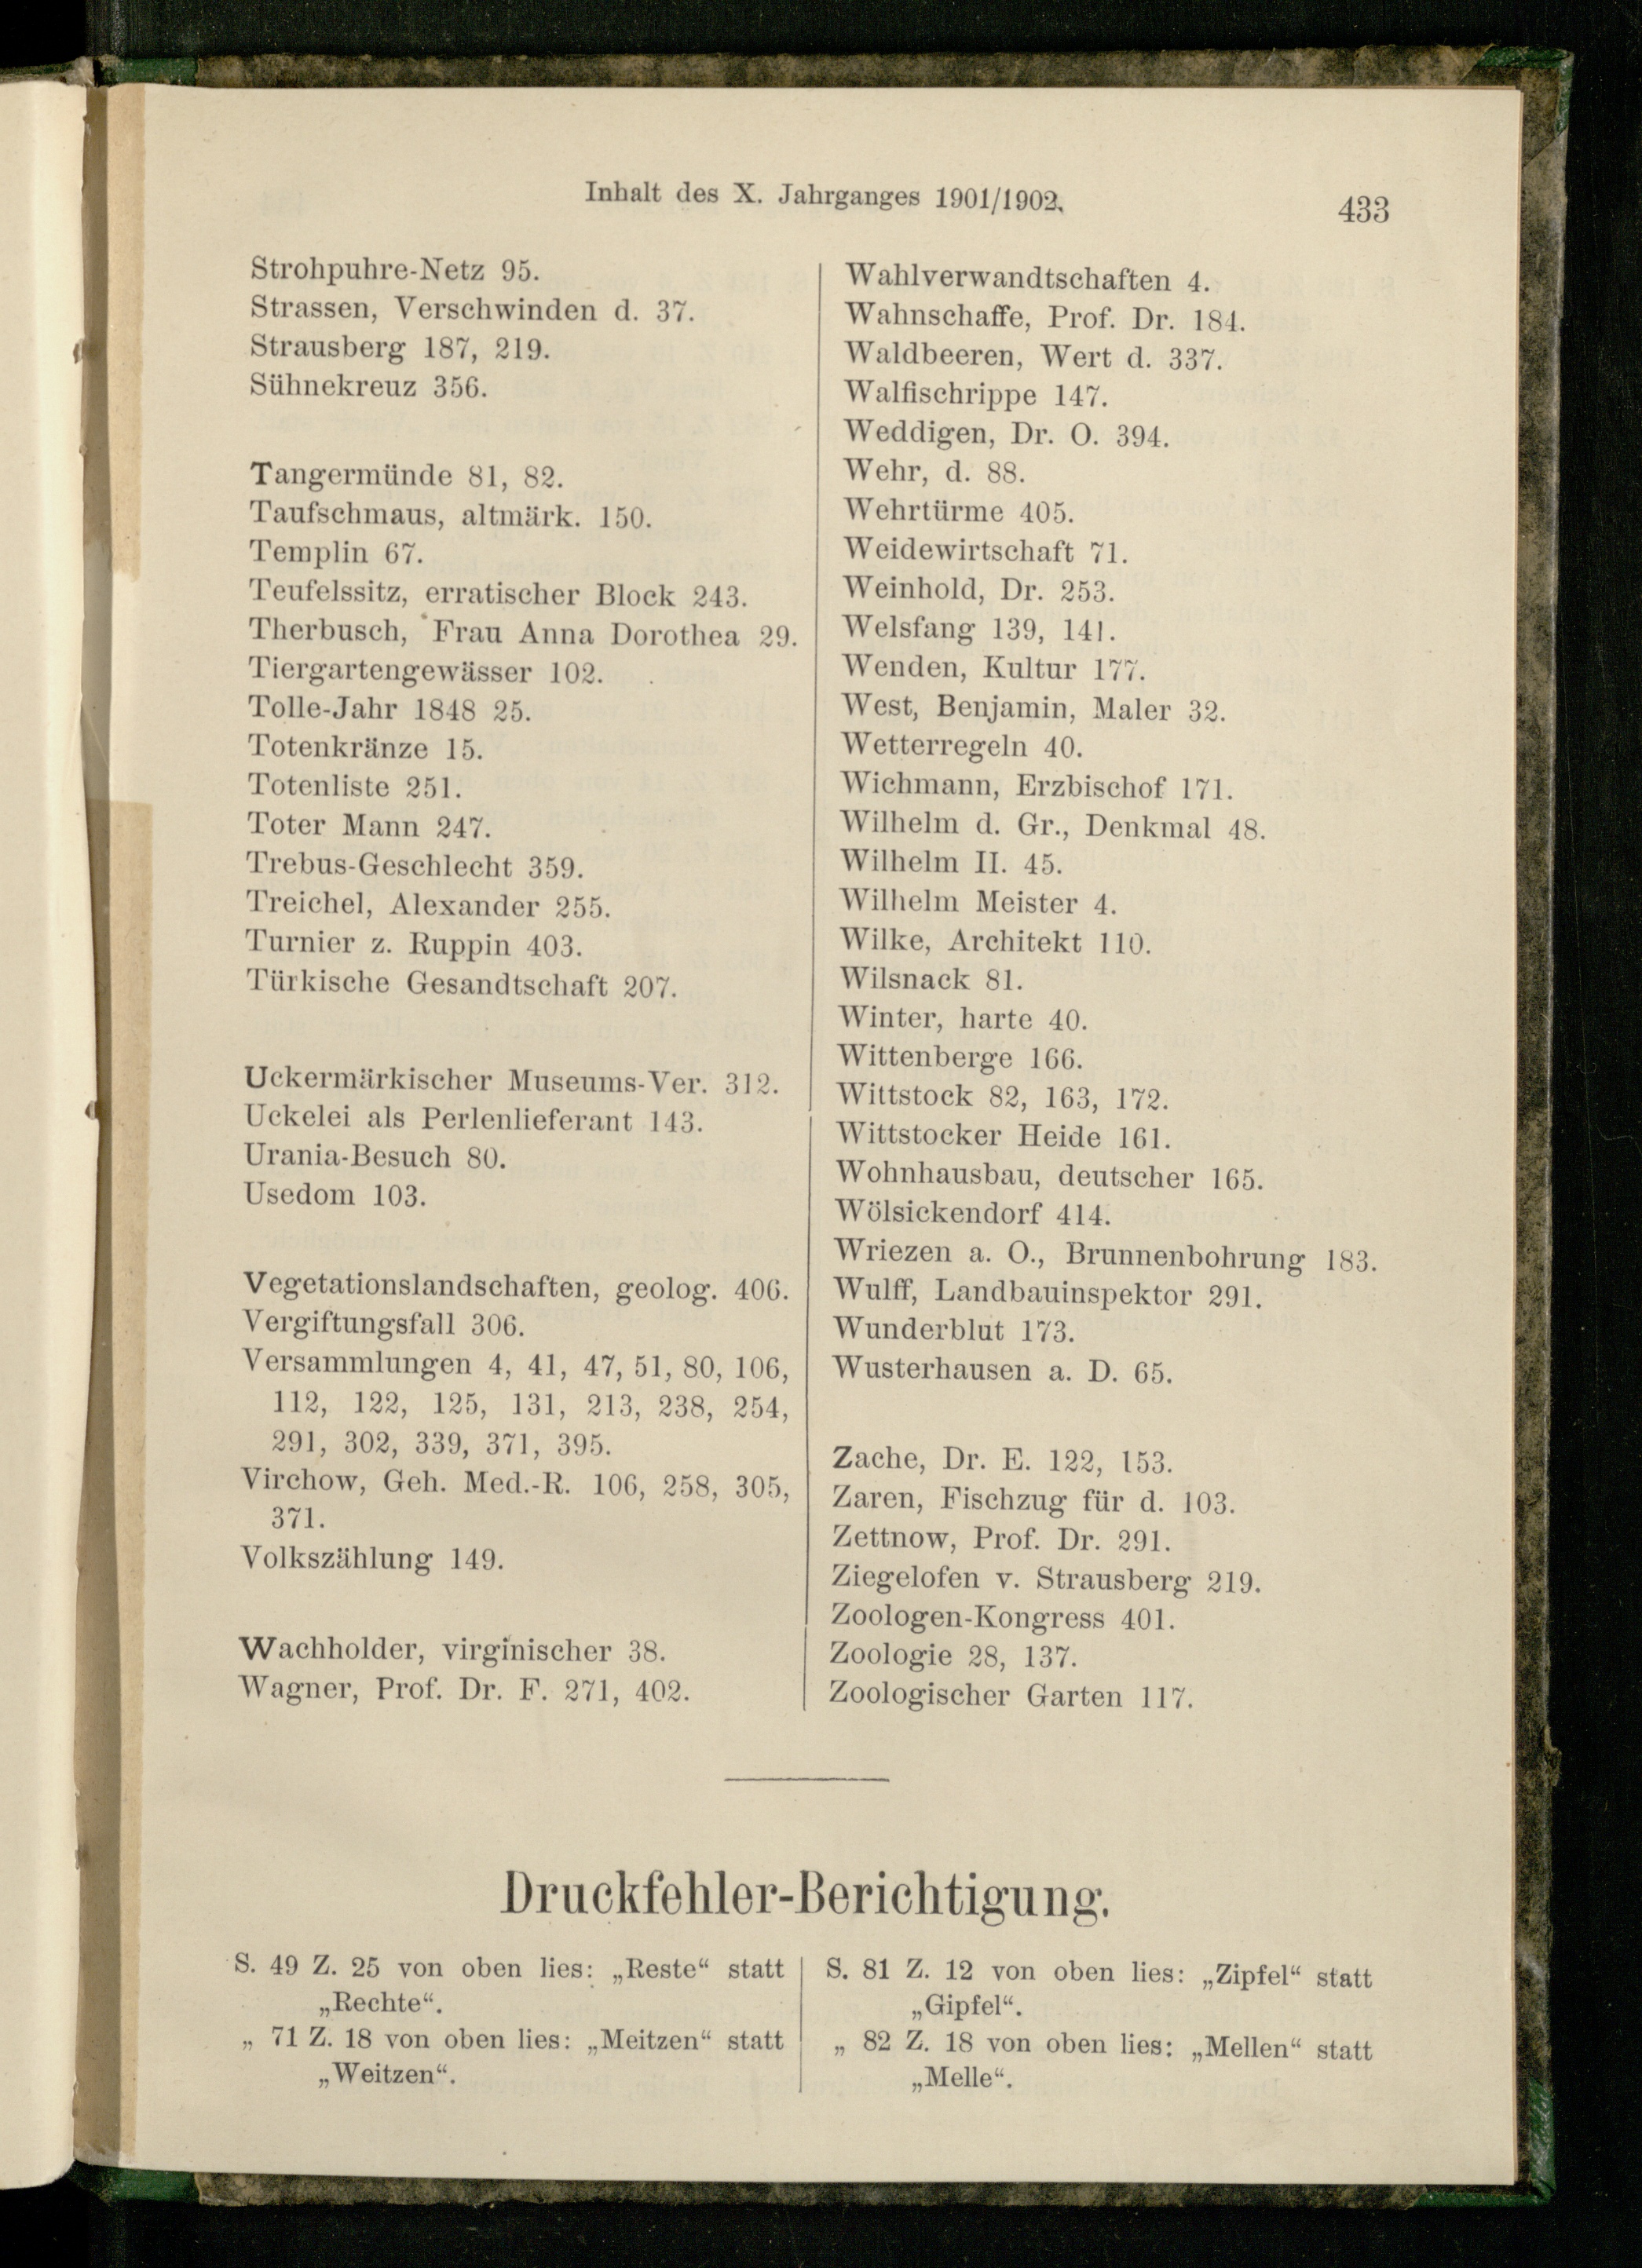 Inhalt des X. Jahrganges 1901/1902.
433
Strohpuhre-Netz 95.
Strassen, Verschwinden d. 37.
Strausberg 187, 219.
Sühnekreuz 356.
Tangermünde 81, 82.
Taufschmaus, altmärk. 150.
Templin 67.
Teufelssitz, erratischer Block 243.
Therbusch, Frau Anna Dorothea 29.
Tiergartengewässer 102.
Tolle-Jahr 1848 25.
Totenkränze 15.
Totenliste 251.
Toter Mann 247.
Trebus-Geschlecht 359.
Treichel, Alexander 255.
Turnier z. Ruppin 403.
Türkische Gesandtschaft 207.
Uckermärkischer Museums-Ver. 312.
Uckelei als Perlenlieferant 143.
Urania-Besuch 80.
Usedom 103.
Vegetationslandschaften, geolog. 406.
Vergiftungsfall 306.
Versammlungen 4, 41, 47, 51, 80, 106,
112, 122, 125, 131, 213, 238, 254,
291, 302, 339, 371, 395.
Virchow, Geh. Med.-R. 106, 258, 305,
371.
Volkszählung 149.
Wachholder, virginischer 38.
Wagner, Prof. Dr. F. 271, 402.
Wahlverwandtschaften 4.
Wahnschaffe, Prof. Dr. 184.
Waldbeeren, Wert d. 337.
Walfischrippe 147.
Weddigen, Dr. O. 394.
Wehr, d. 88.
Wehrtürme 405.
Weidewirtschaft 71.
Weinhold, Dr. 253.
Welsfang 139, 141.
Wenden, Kultur 177.
West, Benjamin, Maler 32.
Wetterregeln 40.
Wichmann, Erzbischof 171.
Wilhelm d. Gr., Denkmal 48.
Wilhelm II. 45.
Wilhelm Meister 4.
Wilke, Architekt 110.
Wilsnack 81.
Winter, harte 40.
Wittenberge 166.
Wittstock 82, 163, 172.
Wittstocker Heide 161.
Wohnhausbau, deutscher 165.
Wölsickendorf 414.
Wriezen a. O., Brunnenbohrung 183.
Wulff, Landbauinspektor 291.
Wunderblut 173.
Wusterhausen a. D. 65.
Zache, Dr. E. 122, 153.
Zaren, Fischzug für d. 103.
Zettnow, Prof. Dr. 291.
Ziegelofen v. Strausberg 219.
Zoologen-Kongress 401.
Zoologie 28, 137.
Zoologischer Garten 117.
Druckfehler-Berichtigung.
S. 49 Z. 25 von oben lies: „Reste“ statt
„Rechte“.
„ 71 Z. 18 von oben lies: „Meitzen“ statt
„Weitzen“.
S. 81 Z. 12 von oben lies: „Zipfel“ statt
„Gipfel“.
„ 82 Z. 18 von oben lies: „Mellen“ statt
„Melle“.